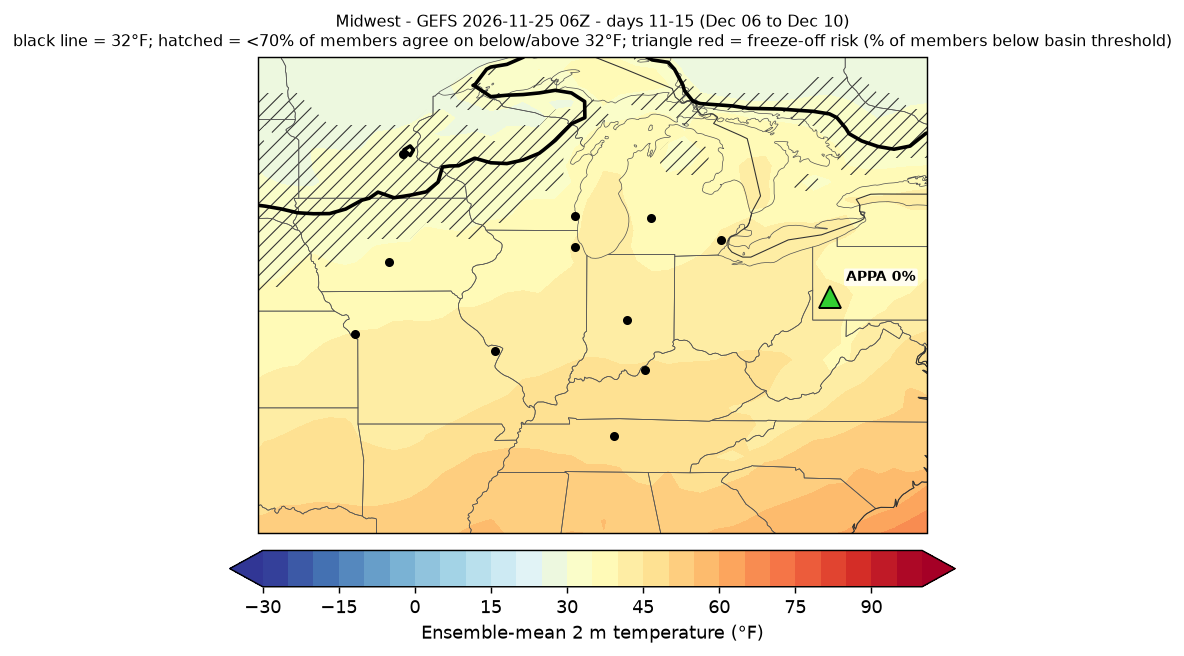 Midwest - GEFS 2026-11-25 06Z - days 11-15 (Dec 06 to Dec 10)
black line = 32°F; hatched = <70% of members agree on below/above 32°F; triangle red = freeze-off risk (% of members below basin threshold)
APPA 0%
−30 −15 0 15 30 45 60 75 90
Ensemble-mean 2 m temperature (°F)